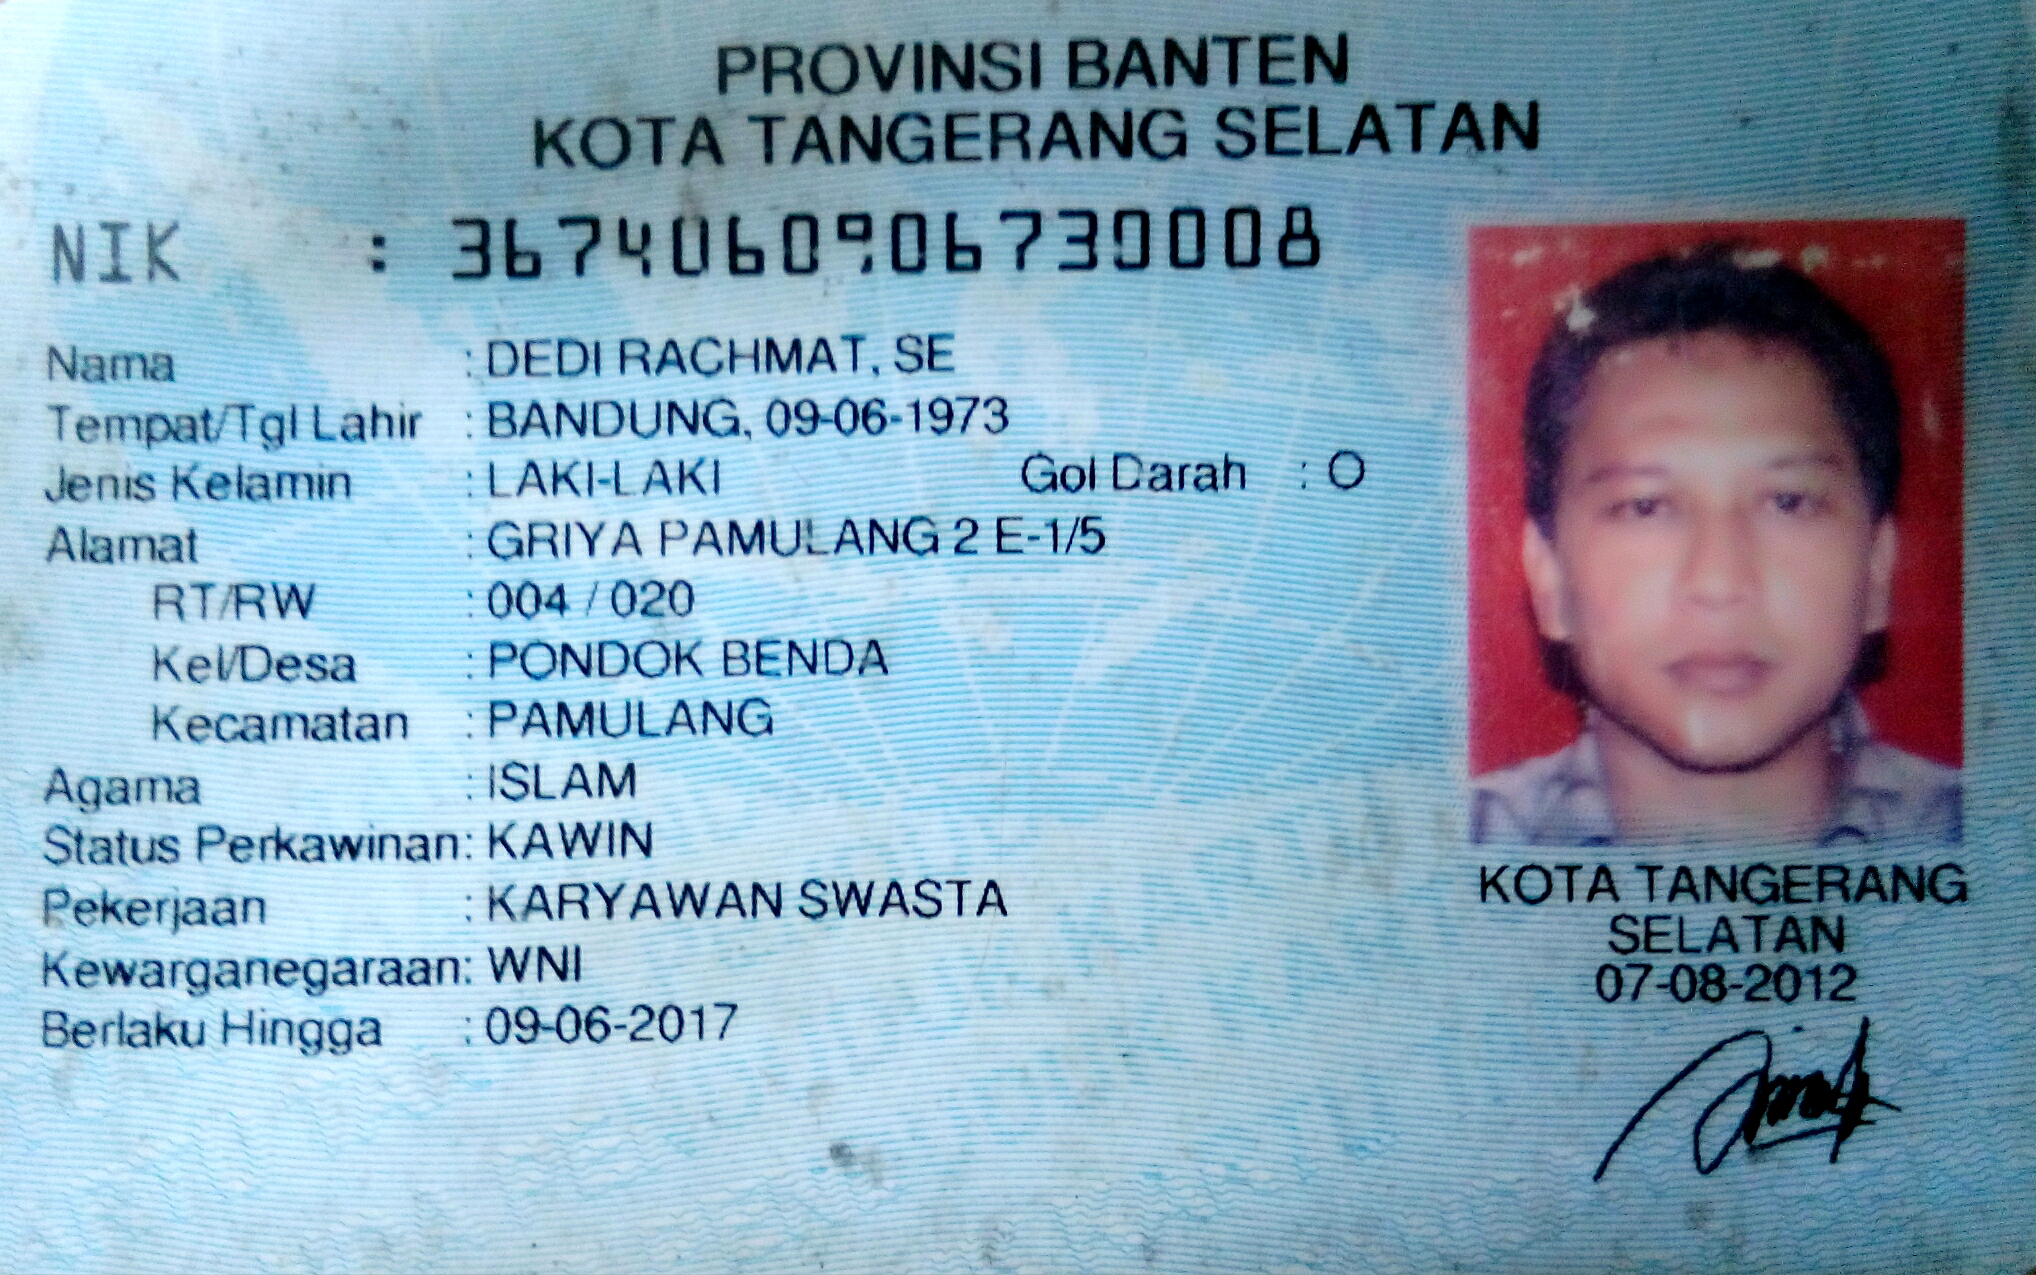 PROVINSI BANTEN
KOTA TANGERANG SELATAN
NIK : 3674060906730008
Nama : DEDI RACHMAT, SE
Tempat/Tgl Lahir : BANDUNG, 09-06-1973
Jenis Kelamin : LAKI-LAKI Gol Darah : O
Alamat : GRIYA PAMULANG 2 E-1/5
RT/RW : 004 / 020
Kel/Desa : PONDOK BENDA
Kecamatan : PAMULANG
Agama : ISLAM
Status Perkawinan: KAWIN
Pekerjaan : KARYAWAN SWASTA
Kewarganegaraan: WNI
Berlaku Hingga : 09-06-2017
KOTA TANGERANG
SELATAN
07-08-2012